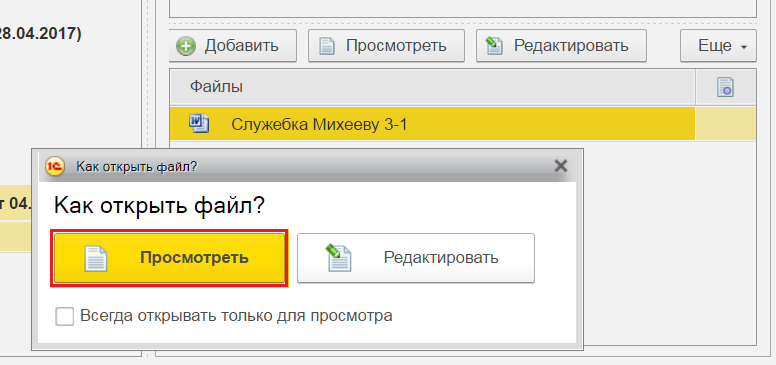 28.04.2017)
Добавить
Просмотреть
Редактировать
Еще
Файлы
Служебка Михееву 3-1
1С
Как открыть файл?
т 04.
Как открыть файл?
Просмотреть
Редактировать
Всегда открывать только для просмотра